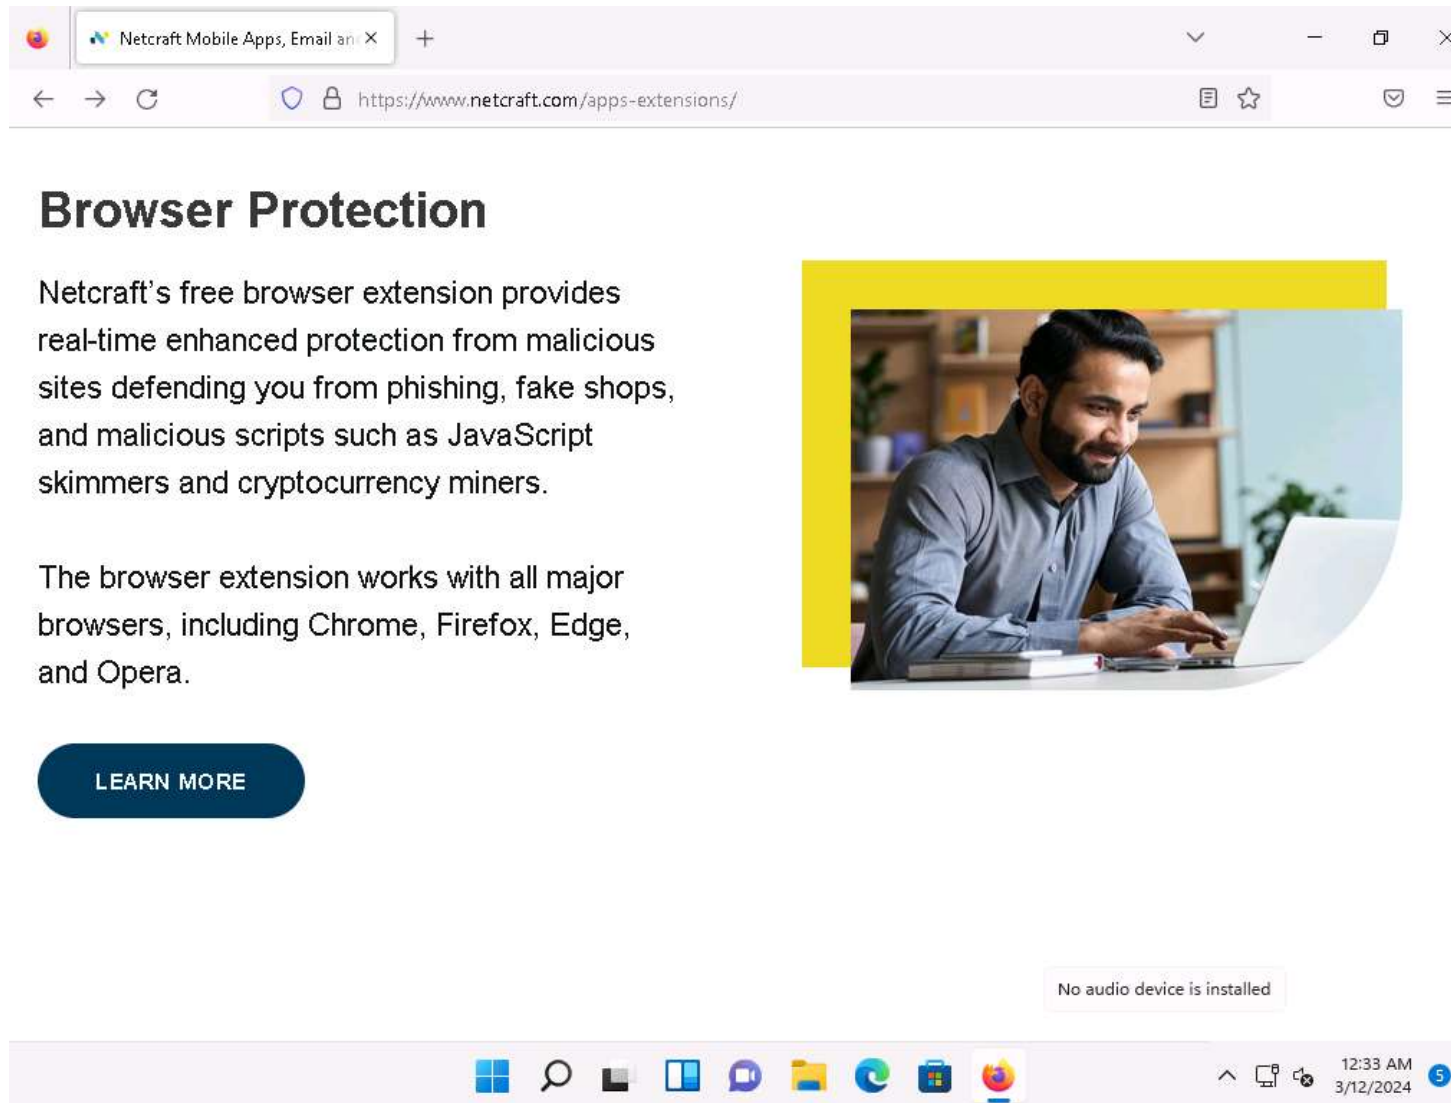 Netcraft Mobile Apps, Email an
https://www.netcraft.com/apps-extensions/
Browser Protection
Netcraft's free browser extension provides
real-time enhanced protection from malicious
sites defending you from phishing, fake shops,
and malicious scripts such as JavaScript
skimmers and cryptocurrency miners.
The browser extension works with all major
browsers, including Chrome, Firefox, Edge,
and Opera.
LEARN MORE
No audio device is installed
12:33 AM
3/12/2024
5